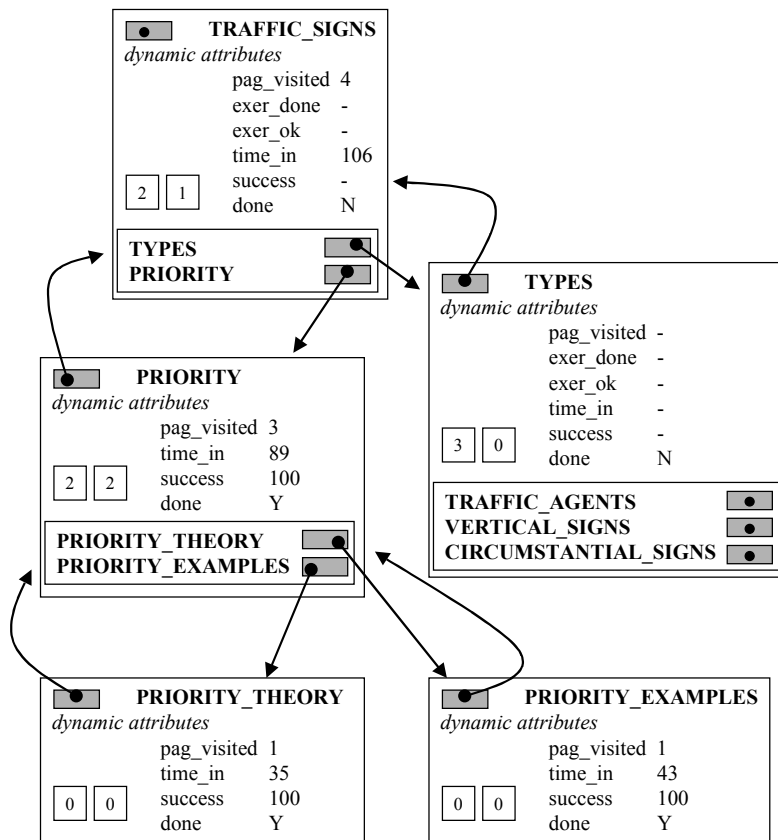 TRAFFIC_SIGNS
dynamic attributes
pag_visited 4
exer_done -
exer_ok -
time_in 106
success -
done N
2 1
TYPES
PRIORITY
TYPES
dynamic attributes
pag_visited -
exer_done -
exer_ok -
time_in -
success -
done N
3 0
TRAFFIC_AGENTS
VERTICAL_SIGNS
CIRCUMSTANTIAL_SIGNS
PRIORITY
dynamic attributes
pag_visited 3
time_in 89
success 100
done Y
2 2
PRIORITY_THEORY
PRIORITY_EXAMPLES
PRIORITY_THEORY
dynamic attributes
pag_visited 1
time_in 35
success 100
done Y
0 0
PRIORITY_EXAMPLES
dynamic attributes
pag_visited 1
time_in 43
success 100
done Y
0 0